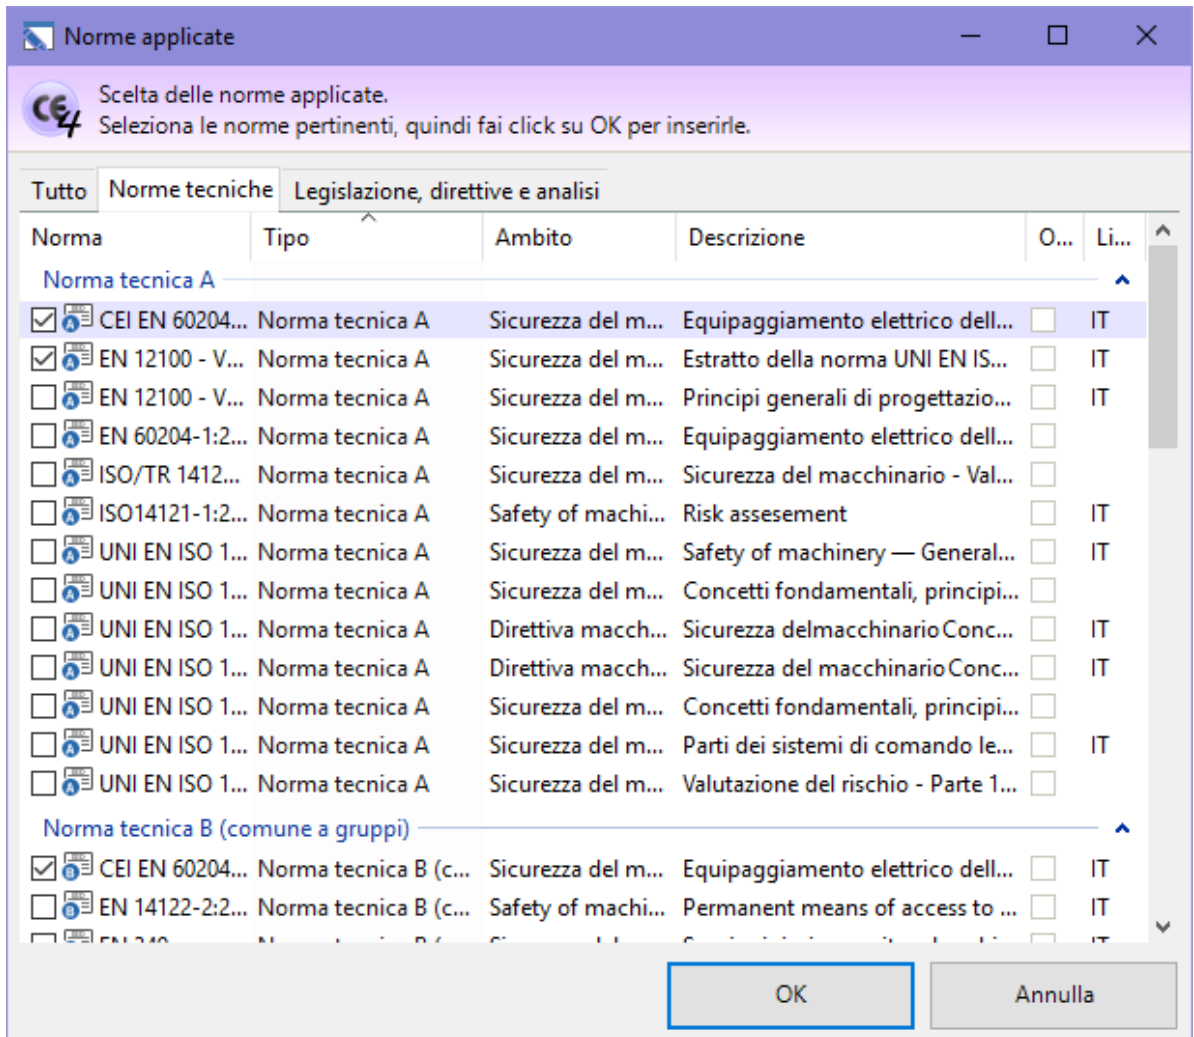 Norme applicate
CE4
Scelta delle norme applicate.
Seleziona le norme pertinenti, quindi fai click su OK per inserirle.
Tutto Norme tecniche Legislazione, direttive e analisi
Norma Tipo Ambito Descrizione O... Li...
Norma tecnica A
CEI EN 60204... Norma tecnica A Sicurezza del m... Equipaggiamento elettrico dell... IT
EN 12100 - V... Norma tecnica A Sicurezza del m... Estratto della norma UNI EN IS... IT
EN 12100 - V... Norma tecnica A Sicurezza del m... Principi generali di progettazio... IT
EN 60204-1:2... Norma tecnica A Sicurezza del m... Equipaggiamento elettrico dell...
ISO/TR 1412... Norma tecnica A Sicurezza del m... Sicurezza del macchinario - Val...
ISO14121-1:2... Norma tecnica A Safety of machi... Risk assesement IT
UNI EN ISO 1... Norma tecnica A Sicurezza del m... Safety of machinery — General... IT
UNI EN ISO 1... Norma tecnica A Sicurezza del m... Concetti fondamentali, principi...
UNI EN ISO 1... Norma tecnica A Direttiva macch... Sicurezza delmacchinario Conc... IT
UNI EN ISO 1... Norma tecnica A Direttiva macch... Sicurezza del macchinario Conc... IT
UNI EN ISO 1... Norma tecnica A Sicurezza del m... Concetti fondamentali, principi...
UNI EN ISO 1... Norma tecnica A Sicurezza del m... Parti dei sistemi di comando le... IT
UNI EN ISO 1... Norma tecnica A Sicurezza del m... Valutazione del rischio - Parte 1...
Norma tecnica B (comune a gruppi)
CEI EN 60204... Norma tecnica B (c... Sicurezza del m... Equipaggiamento elettrico dell... IT
EN 14122-2:2... Norma tecnica B (c... Safety of machi... Permanent means of access to ... IT
OK Annulla